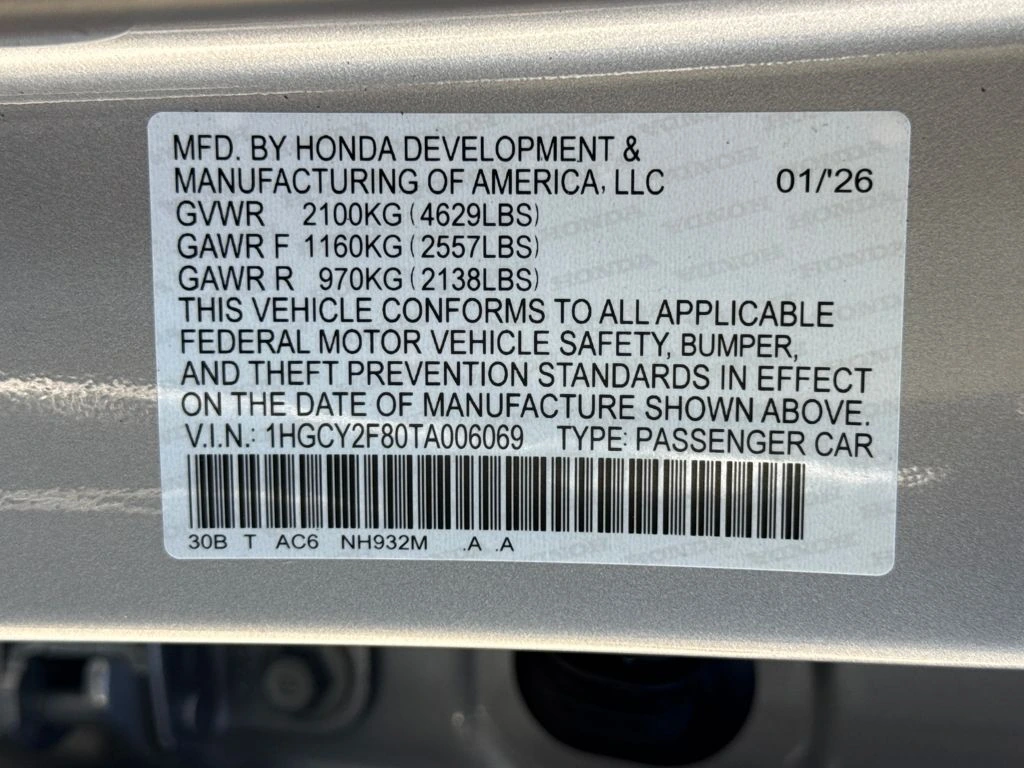 MFD. BY HONDA DEVELOPMENT &
MANUFACTURING OF AMERICA, LLC 01/'26
GVWR 2100KG (4629LBS)
GAWR F 1160KG (2557LBS)
GAWR R 970KG (2138LBS)
THIS VEHICLE CONFORMS TO ALL APPLICABLE
FEDERAL MOTOR VEHICLE SAFETY, BUMPER,
AND THEFT PREVENTION STANDARDS IN EFFECT
ON THE DATE OF MANUFACTURE SHOWN ABOVE.
V.I.N.: 1HGCY2F80TA006069 TYPE: PASSENGER CAR
30B T AC6 NH932M .A .A